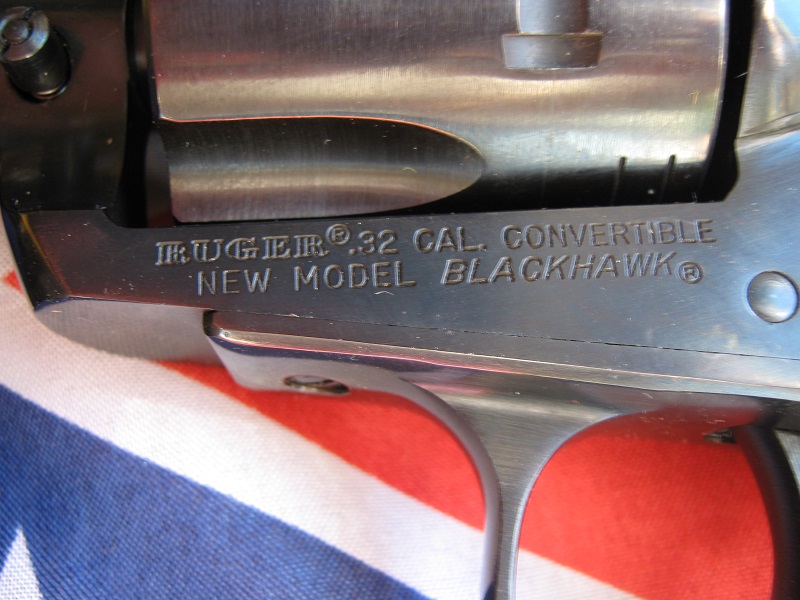 RUGER® .32 CAL. CONVERTIBLE
NEW MODEL BLACKHAWK®